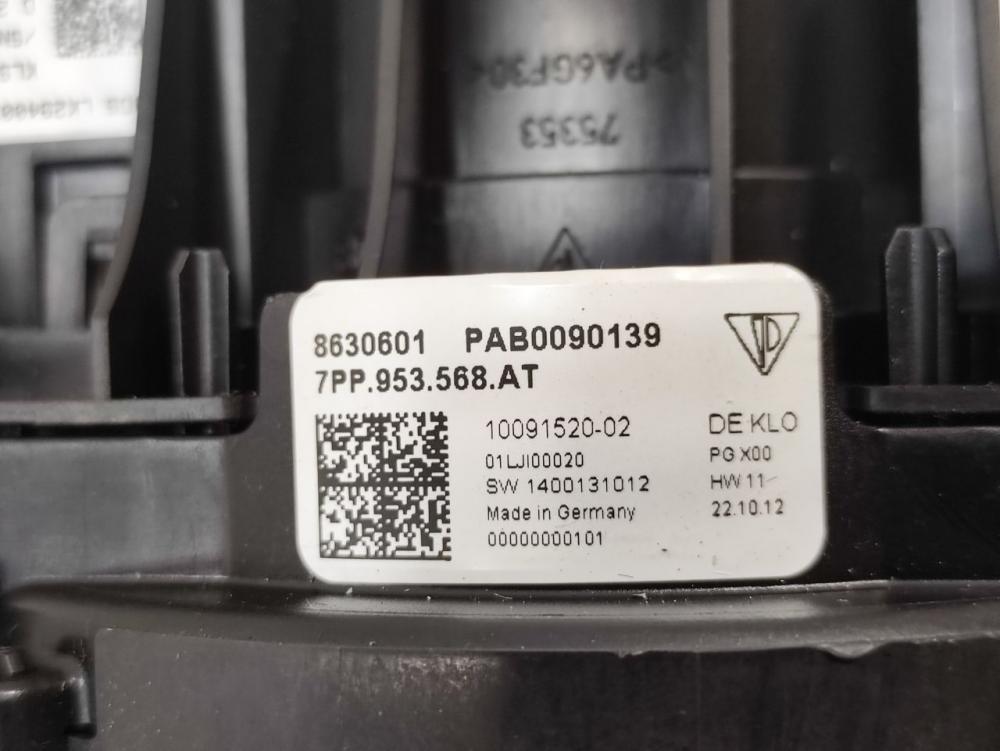 >PA6GF30<
75353
8630601 PAB0090139
7PP.953.568.AT
10091520-02 DE KLO
01LJI00020 PG X00
SW 1400131012 HW 11
Made in Germany 22.10.12
00000000101